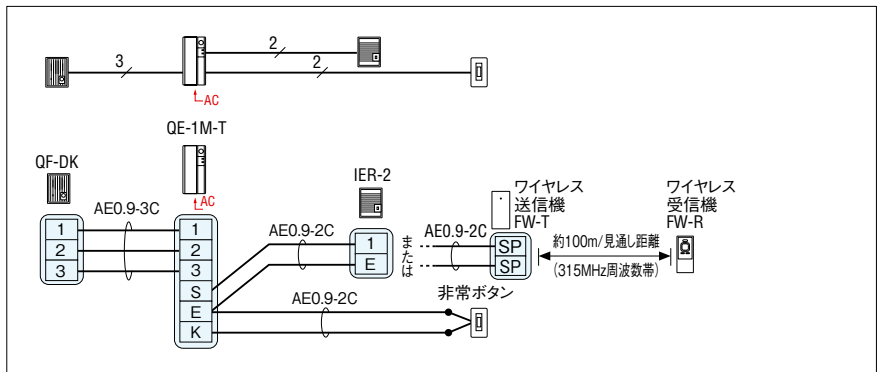 2
3
2
AC
QE-1M-T
QF-DK
AC
IER-2
ワイヤレス
送信機
FW-T
ワイヤレス
受信機
FW-R
AE0.9-3C
1
2
3
1
2
3
S
E
K
AE0.9-2C
1
E
または
AE0.9-2C
SP
SP
約100m/見通し距離
(315MHz周波数帯)
AE0.9-2C
非常ボタン